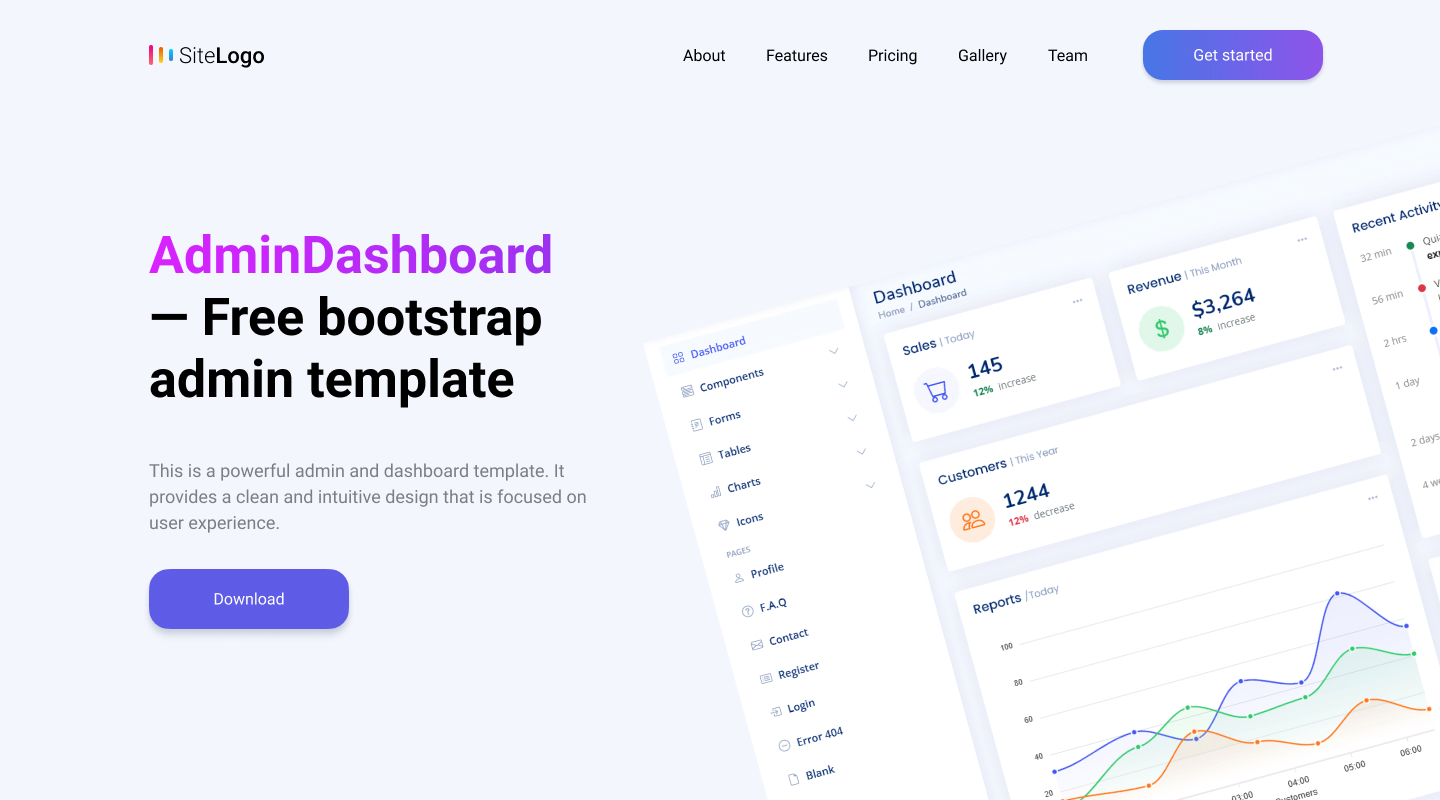 SiteLogo
About Features Pricing Gallery Team Get started
AdminDashboard
— Free bootstrap
admin template
This is a powerful admin and dashboard template. It
provides a clean and intuitive design that is focused on
user experience.
Download
Dashboard
Components
Forms
Tables
Charts
Icons
PAGES
Profile
F.A.Q
Contact
Register
Login
Error 404
Blank
Dashboard
Home / Dashboard
Sales | Today
145
12% increase
Revenue | This Month
$3,264
8% increase
Customers | This Year
1244
12% decrease
Reports /Today
100
80
60
40
20
03:00
04:00
05:00
06:00
Recent Activity
32 min
56 min
2 hrs
1 day
2 days